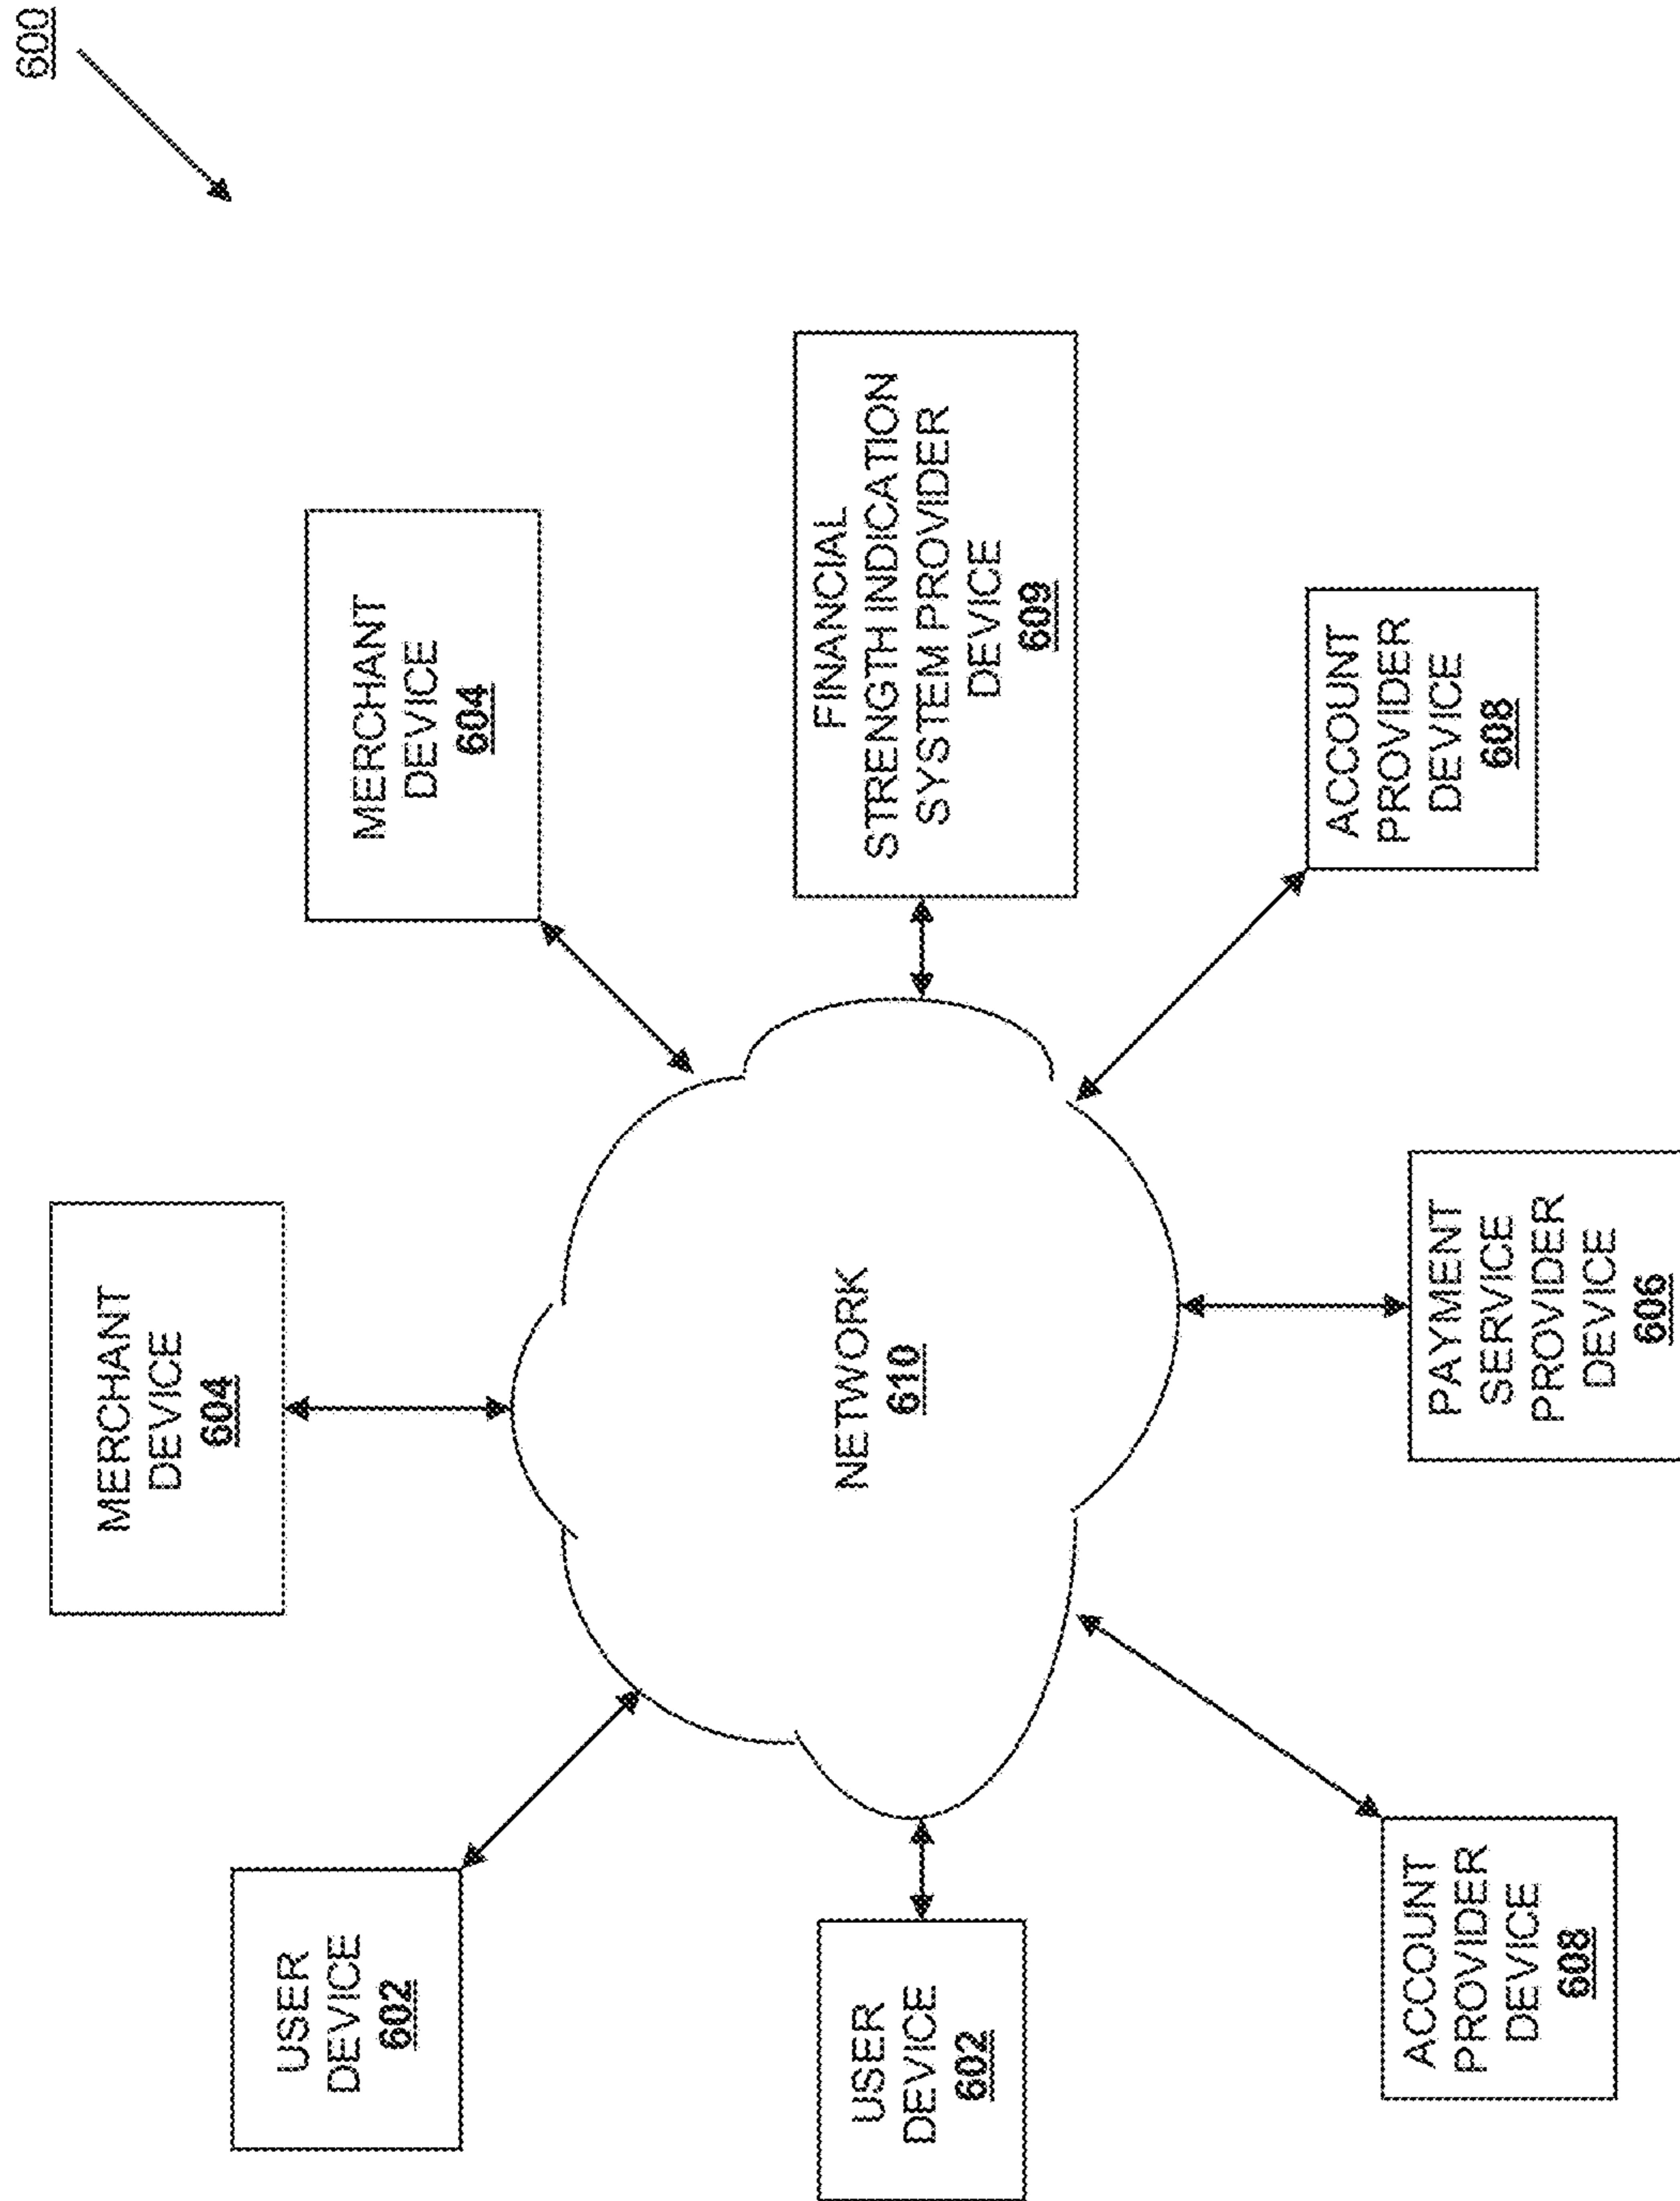 600
MERCHANT
DEVICE
604
MERCHANT
DEVICE
604
USER
DEVICE
602
FINANCIAL
STRENGTH INDICATION
SYSTEM PROVIDER
DEVICE
609
NETWORK
610
USER
DEVICE
602
ACCOUNT
PROVIDER
DEVICE
608
PAYMENT
SERVICE
PROVIDER
DEVICE
606
ACCOUNT
PROVIDER
DEVICE
608